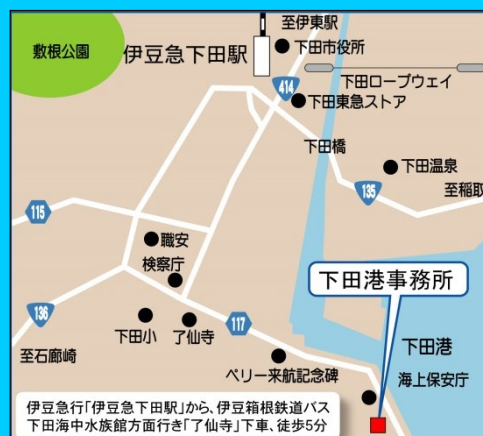 至伊東駅
敷根公園
伊豆急下田駅
下田市役所
下田ロープウェイ
414
下田東急ストア
下田橋
下田温泉
135
至稲取
115
職安
検察庁
下田港事務所
136
下田小
了仙寺
117
至石廊崎
ペリー来航記念碑
下田港
海上保安庁
伊豆急行「伊豆急下田駅」から、伊豆箱根鉄道バス
下田海中水族館方面行き「了仙寺」下車、徒歩5分